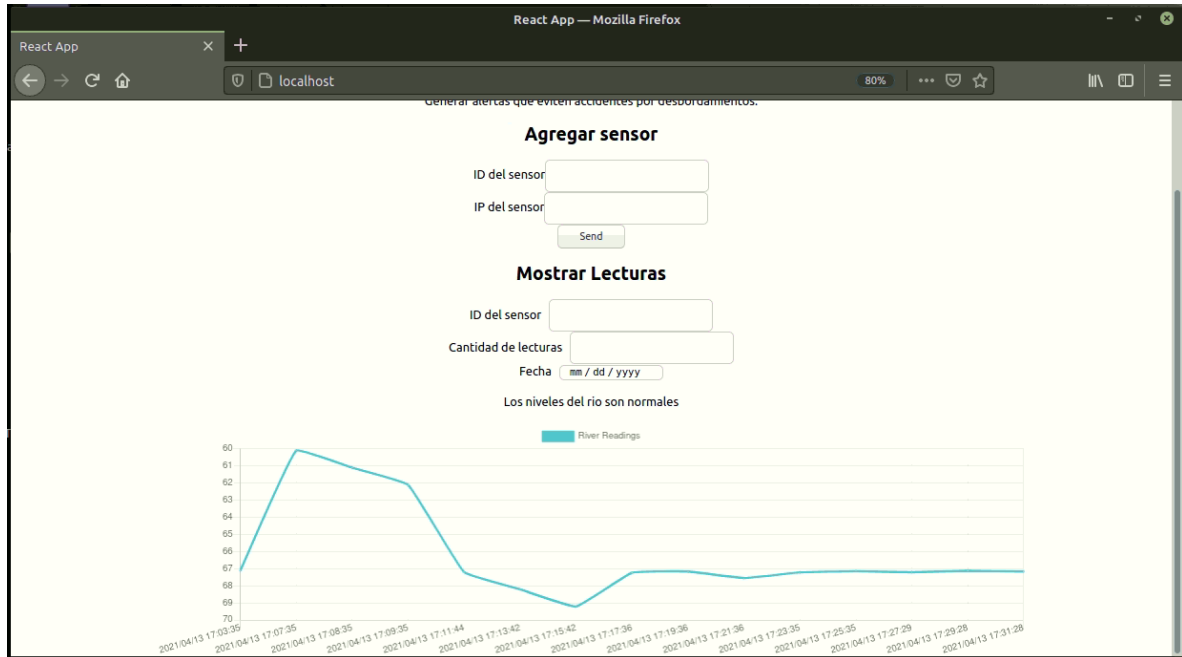 React App — Mozilla Firefox
React App
localhost
80%
Generar alertas que eviten accidentes por desbordamientos.
Agregar sensor
ID del sensor
IP del sensor
Send
Mostrar Lecturas
ID del sensor
Cantidad de lecturas
Fecha mm / dd / yyyy
Los niveles del rio son normales
River Readings
60
61
62
63
64
65
66
67
68
69
70
2021/04/13 17:03:35
2021/04/13 17:07:35
2021/04/13 17:08:35
2021/04/13 17:09:35
2021/04/13 17:11:44
2021/04/13 17:13:42
2021/04/13 17:15:42
2021/04/13 17:17:36
2021/04/13 17:19:36
2021/04/13 17:21:36
2021/04/13 17:23:35
2021/04/13 17:25:35
2021/04/13 17:27:29
2021/04/13 17:29:28
2021/04/13 17:31:28